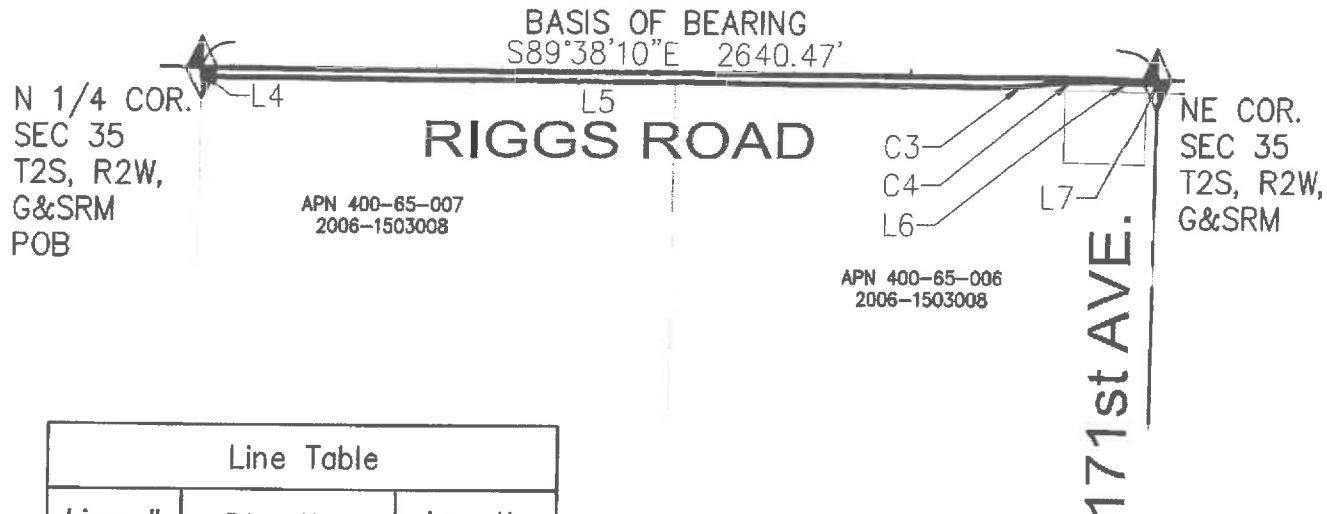 BASIS OF BEARING
S89°38'10"E 2640.47'
N 1/4 COR.
SEC 35
T2S, R2W,
G&SRM
POB
L4
L5
RIGGS ROAD
C3
C4
L6
L7
NE COR.
SEC 35
T2S, R2W,
G&SRM
APN 400-65-007
2006-1503008
APN 400-65-006
2006-1503008
171st AVE.
Line Table